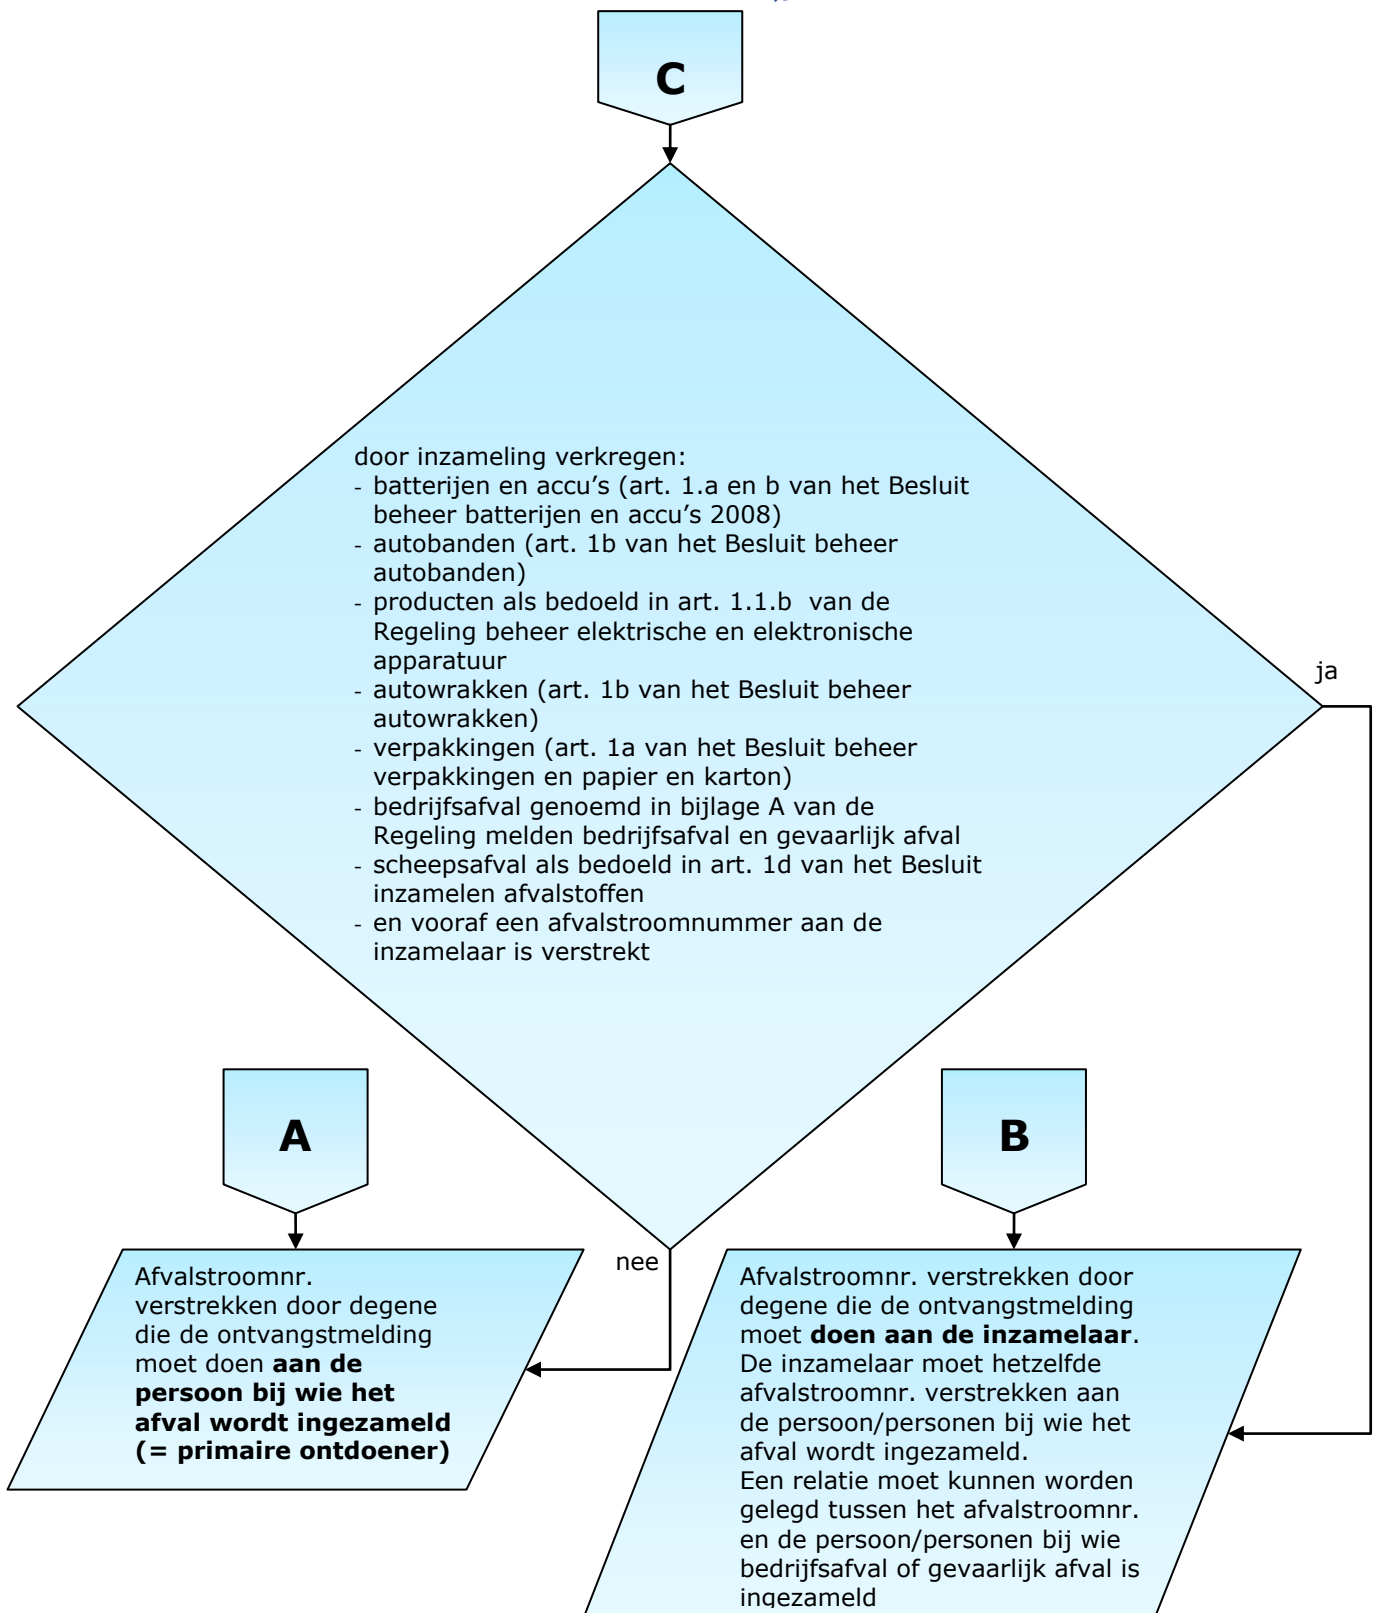 C
door inzameling verkregen:
- batterijen en accu's (art. 1.a en b van het Besluit
beheer batterijen en accu's 2008)
- autobanden (art. 1b van het Besluit beheer
autobanden)
- producten als bedoeld in art. 1.1.b  van de
Regeling beheer elektrische en elektronische
apparatuur
- autowrakken (art. 1b van het Besluit beheer
autowrakken)
- verpakkingen (art. 1a van het Besluit beheer
verpakkingen en papier en karton)
- bedrijfsafval genoemd in bijlage A van de
Regeling melden bedrijfsafval en gevaarlijk afval
- scheepsafval als bedoeld in art. 1d van het Besluit
inzamelen afvalstoffen
- en vooraf een afvalstroomnummer aan de
inzamelaar is verstrekt
ja
nee
A
Afvalstroomnr.
verstrekken door degene
die de ontvangstmelding
moet doen aan de
persoon bij wie het
afval wordt ingezameld
(= primaire ontdoener)
B
Afvalstroomnr. verstrekken door
degene die de ontvangstmelding
moet doen aan de inzamelaar.
De inzamelaar moet hetzelfde
afvalstroomnr. verstrekken aan
de persoon/personen bij wie het
afval wordt ingezameld.
Een relatie moet kunnen worden
gelegd tussen het afvalstroomnr.
en de persoon/personen bij wie
bedrijfsafval of gevaarlijk afval is
ingezameld